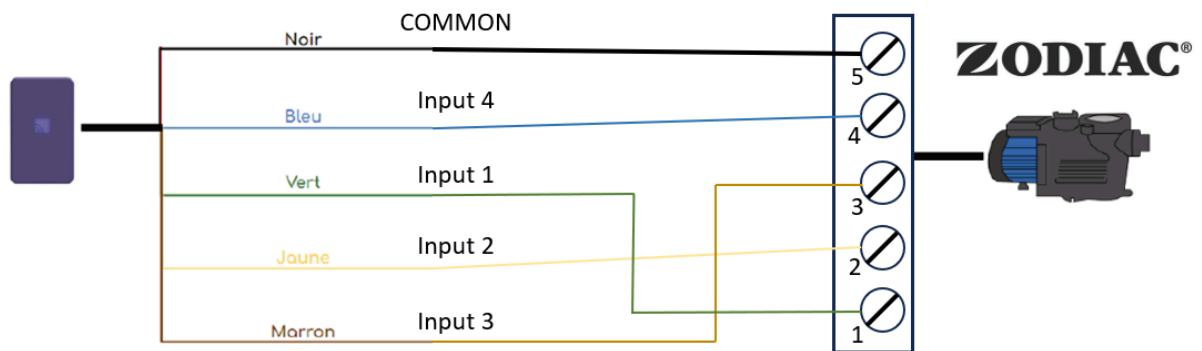 COMMON
Noir
5
ZODIAC®
Input 4
Bleu
4
Input 1
Vert
3
Input 2
Jaune
2
Input 3
Marron
1